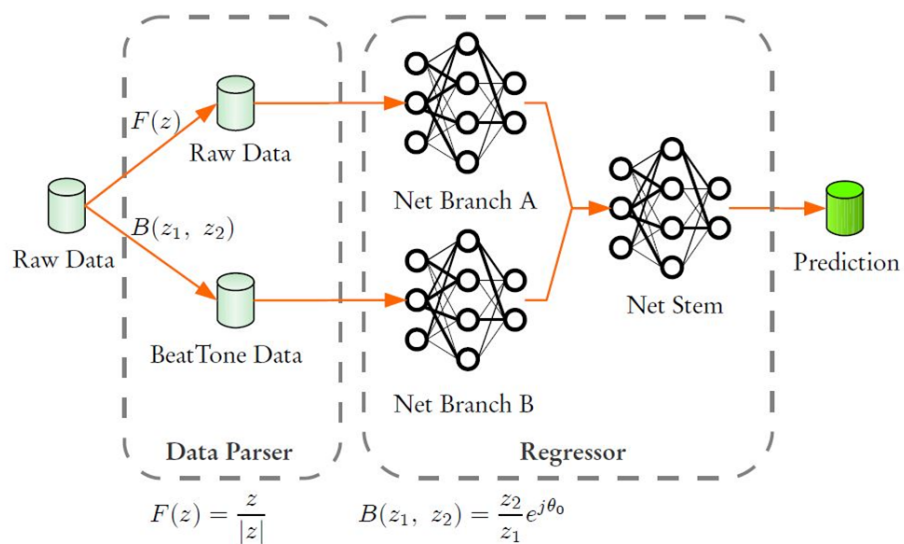 F(z)
Raw Data
Net Branch A
B(z₁, z₂)
Raw Data
Prediction
Net Stem
BeatTone Data
Net Branch B
Data Parser
Regressor
F(z) = z/|z|
B(z₁, z₂) = z₂/z₁ e^{jθ₀}